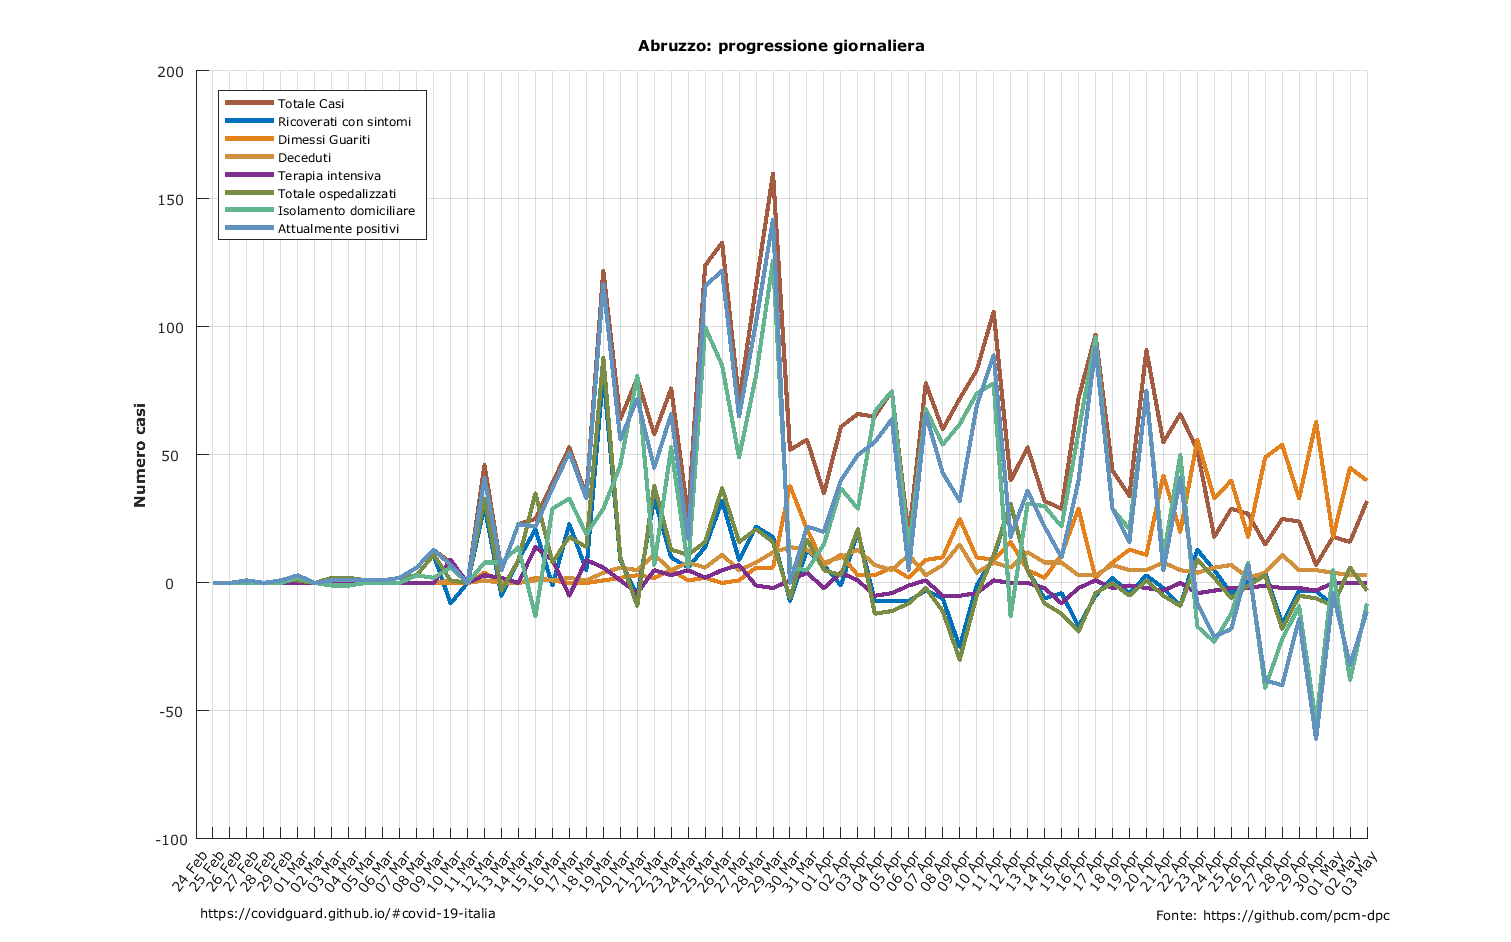 Abruzzo: progressione giornaliera
200
150
100
50
0
-50
-100
Numero casi
Totale Casi
Ricoverati con sintomi
Dimessi Guariti
Deceduti
Terapia intensiva
Totale ospedalizzati
Isolamento domiciliare
Attualmente positivi
24 Feb
25 Feb
26 Feb
27 Feb
28 Feb
29 Feb
01 Mar
02 Mar
03 Mar
04 Mar
05 Mar
06 Mar
07 Mar
08 Mar
09 Mar
10 Mar
11 Mar
12 Mar
13 Mar
14 Mar
15 Mar
16 Mar
17 Mar
18 Mar
19 Mar
20 Mar
21 Mar
22 Mar
23 Mar
24 Mar
25 Mar
26 Mar
27 Mar
28 Mar
29 Mar
30 Mar
31 Mar
01 Apr
02 Apr
03 Apr
04 Apr
05 Apr
06 Apr
07 Apr
08 Apr
09 Apr
10 Apr
11 Apr
12 Apr
13 Apr
14 Apr
15 Apr
16 Apr
17 Apr
18 Apr
19 Apr
20 Apr
21 Apr
22 Apr
23 Apr
24 Apr
25 Apr
26 Apr
27 Apr
28 Apr
29 Apr
30 Apr
01 May
02 May
03 May
https://covidguard.github.io/#covid-19-italia
Fonte: https://github.com/pcm-dpc